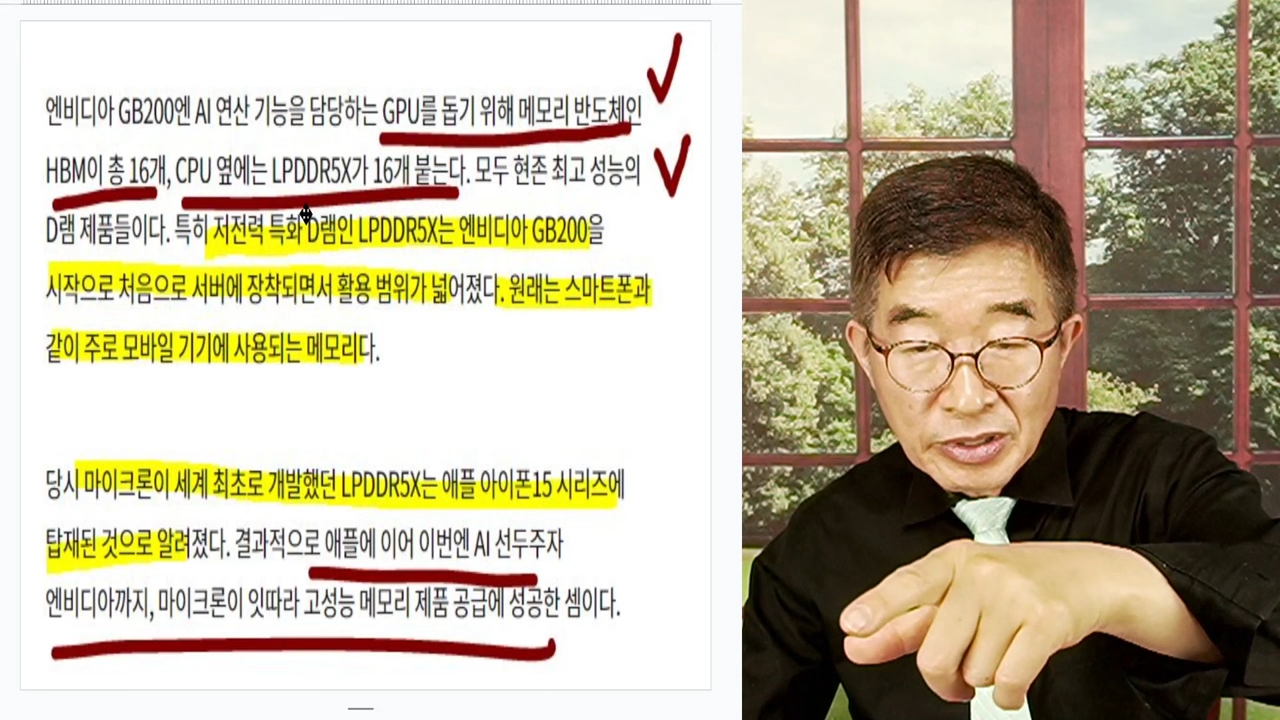 엔비디아 GB200엔 AI 연산 기능을 담당하는 GPU를 돕기 위해 메모리 반도체인
HBM이 총 16개, CPU 옆에는 LPDDR5X가 16개 붙는다. 모두 현존 최고 성능의
D램 제품들이다. 특히 저전력 특화 D램인 LPDDR5X는 엔비디아 GB200을
시작으로 처음으로 서버에 장착되면서 활용 범위가 넓어졌다. 원래는 스마트폰과
같이 주로 모바일 기기에 사용되는 메모리다.
당시 마이크론이 세계 최초로 개발했던 LPDDR5X는 애플 아이폰15 시리즈에
탑재된 것으로 알려졌다. 결과적으로 애플에 이어 이번엔 AI 선두주자
엔비디아까지, 마이크론이 잇따라 고성능 메모리 제품 공급에 성공한 셈이다.